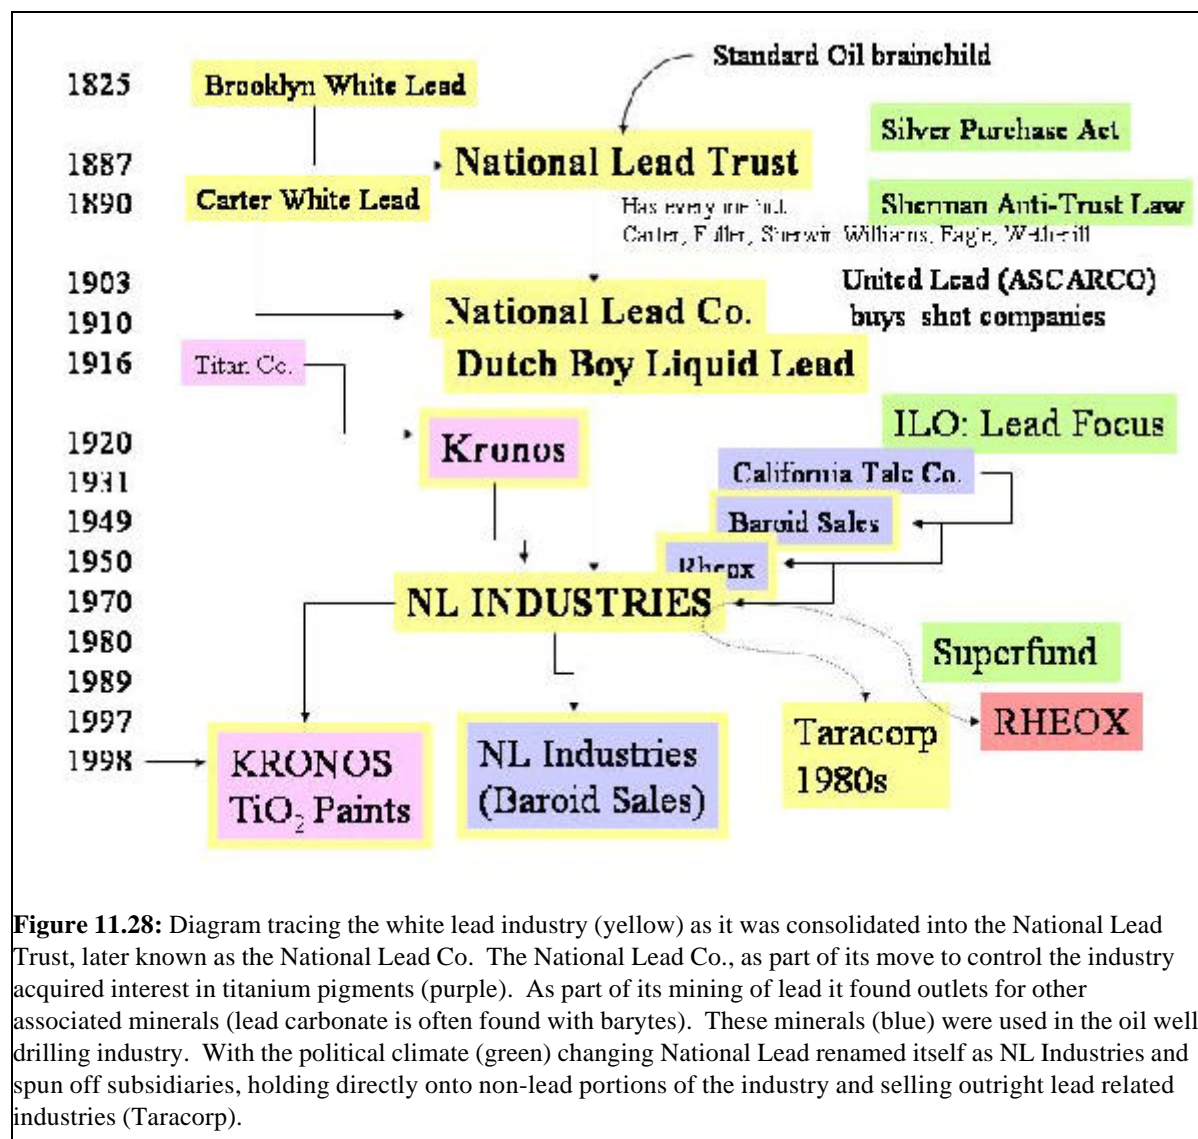 Standard Oil brainchild
1825 Brooklyn White Lead
Silver Purchase Act
1887 National Lead Trust
1890 Carter White Lead
Sherman Anti-Trust Law
Has everyone but
Carter, Fuller, Sherwin Williams, Eagle, Wetherill
1903 United Lead (ASCARCO)
National Lead Co.
1910 buys shot companies
1916 Titan Co. Dutch Boy Liquid Lead
ILO: Lead Focus
1920 Kronos
1931 California Talc Co.
1949 Baroid Sales
1950 Rheox
1970 NL INDUSTRIES
1980 Superfund
1989
1997 RHEOX
Taracorp
1980s
1998 KRONOS
TiO₂ Paints
NL Industries
(Baroid Sales)
Figure 11.28: Diagram tracing the white lead industry (yellow) as it was consolidated into the National Lead
Trust, later known as the National Lead Co. The National Lead Co., as part of its move to control the industry
acquired interest in titanium pigments (purple). As part of its mining of lead it found outlets for other
associated minerals (lead carbonate is often found with barytes). These minerals (blue) were used in the oil well
drilling industry. With the political climate (green) changing National Lead renamed itself as NL Industries and
spun off subsidiaries, holding directly onto non-lead portions of the industry and selling outright lead related
industries (Taracorp).